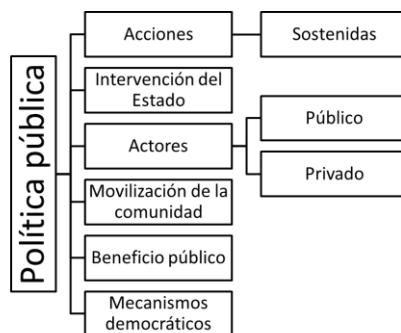 Política pública
Acciones
Sostenidas
Intervención del
Estado
Actores
Público
Privado
Movilización de la
comunidad
Beneficio público
Mecanismos
democráticos